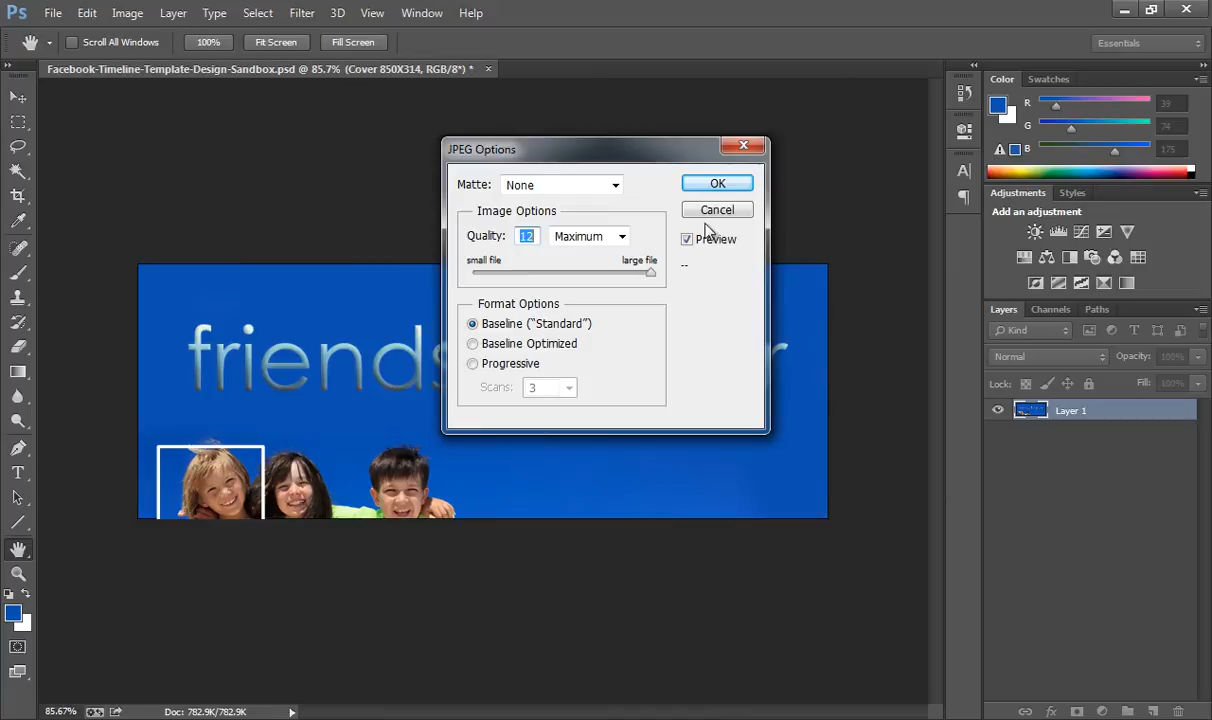 Ps File Edit Image Layer Type Select Filter 3D View Window Help
Scroll All Windows 100% Fit Screen Fill Screen Essentials
Facebook-Timeline-Template-Design-Sandbox.psd @ 85.7% (Cover 850X314, RGB/8*) *
Color Swatches
R 39
G 74
B 175
Adjustments Styles
Add an adjustment
Layers Channels Paths
Kind
Normal Opacity: 100%
Lock: Fill: 100%
Layer 1
JPEG Options
Matte: None OK
Cancel
Image Options
Quality: 12 Maximum Preview
small file large file --
Format Options
Baseline ("Standard")
Baseline Optimized
Progressive
Scans: 3
friends
r
85.67% Doc: 782.9K/782.9K